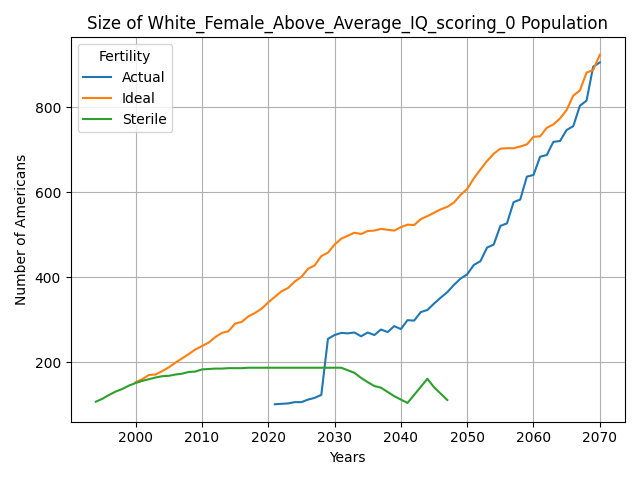 Size of White_Female_Above_Average_IQ_scoring_0 Population
Fertility
Actual
Ideal
Sterile
Number of Americans
800
600
400
200
2000 2010 2020 2030 2040 2050 2060 2070
Years